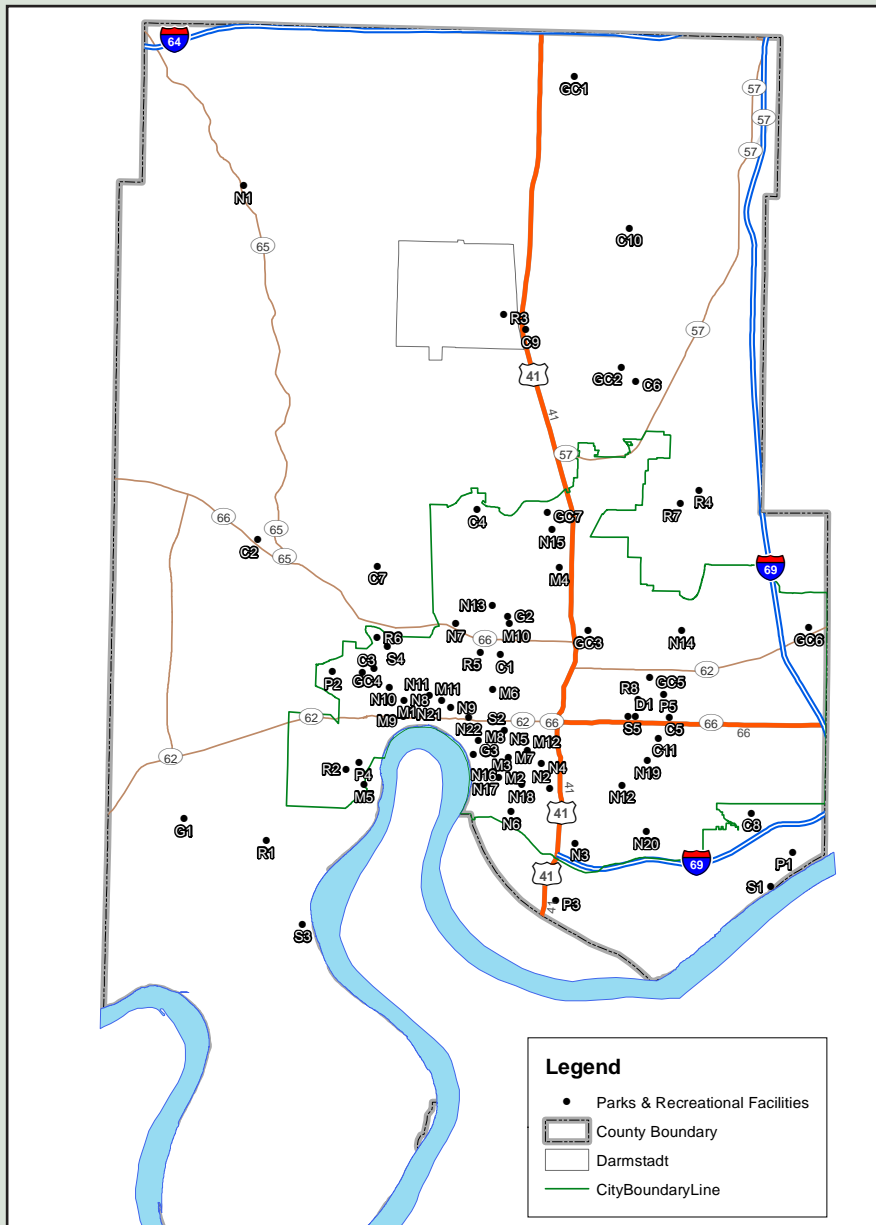 64
GC1
57
57
57
N1
65
C10
R3
C9
57
41
GC2
C6
41
57
R4
R7
66
C4
GC7
N15
65
C2
65
C7
M4
69
N13
G2
N7
M10
66
GC3
N14
GC6
R6
S4
R5
C1
62
C3
GC4
P2
GC5
R8
N10
N11
N8
M11
M6
D1
P5
M1
N21
N9
M9
62
S2
62
66
S5
C5
66
66
N22
M8
N5
C11
62
G3
M12
M7
N19
R2
P4
M3
N4
M5
N16
M2
N2
N17
N18
41
N12
G1
N6
41
C8
R1
N3
N20
69
P1
41
S1
41
P3
S3
Legend
Parks & Recreational Facilities
County Boundary
Darmstadt
CityBoundaryLine